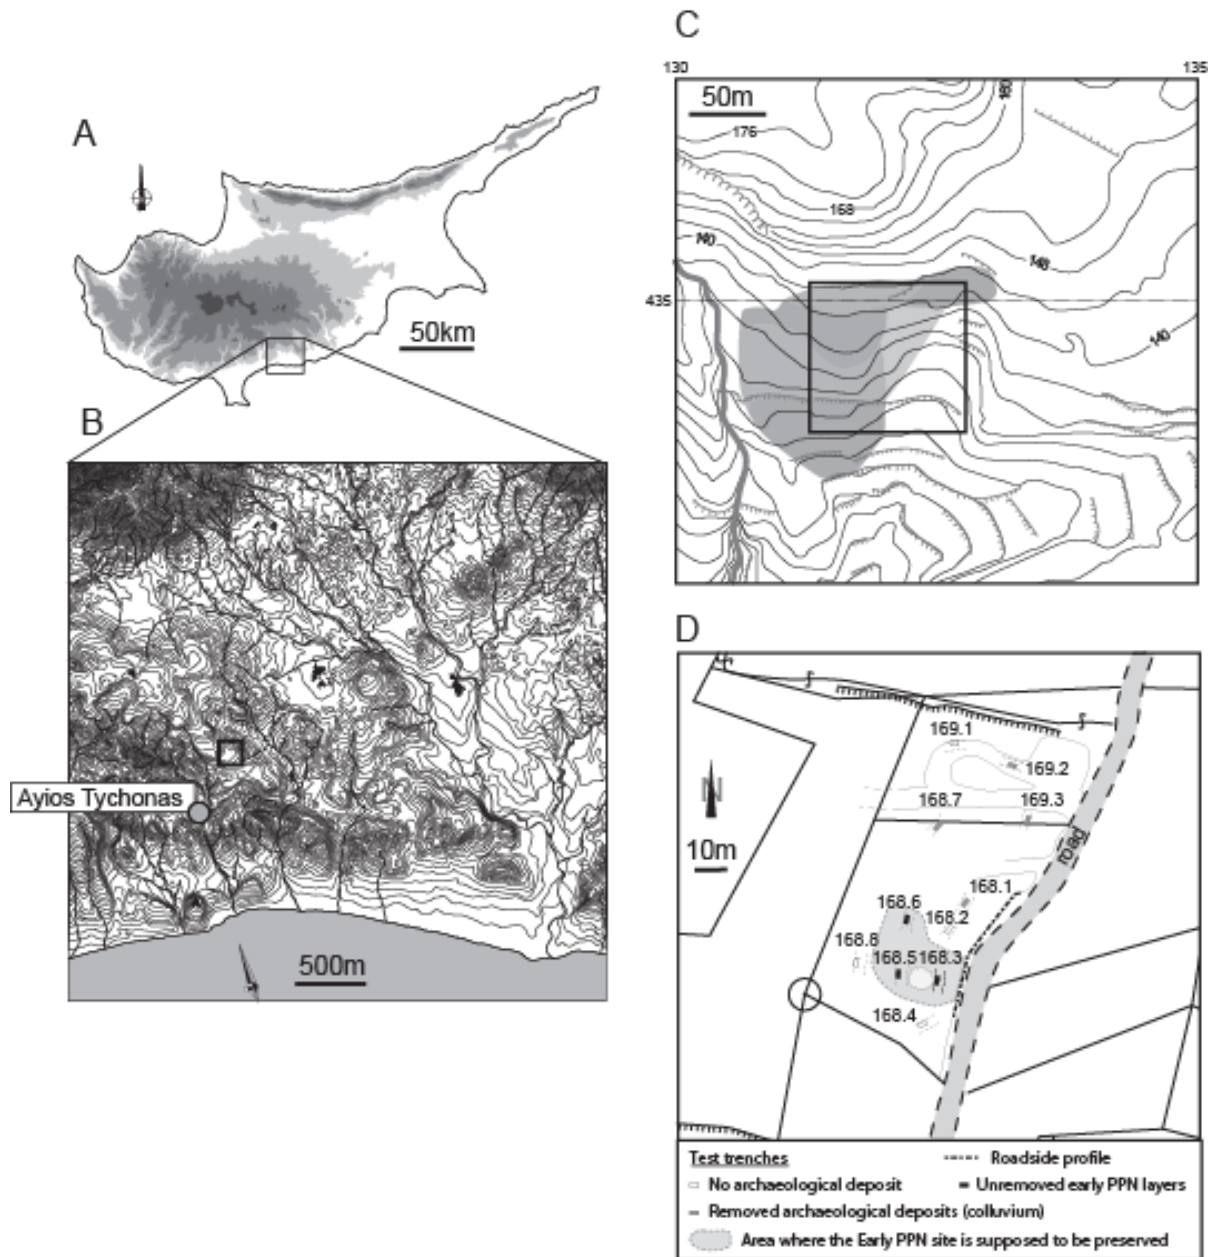 A
50km
B
Ayios Tychonas
500m
C
130
135
50m
180
176
168
140
148
435
140
D
N
10m
169.1
169.2
168.7
169.3
road
168.1
168.6
168.2
168.8
168.5
168.3
168.4
Test trenches
Roadside profile
No archaeological deposit
Unremoved early PPN layers
Removed archaeological deposits (colluvium)
Area where the Early PPN site is supposed to be preserved